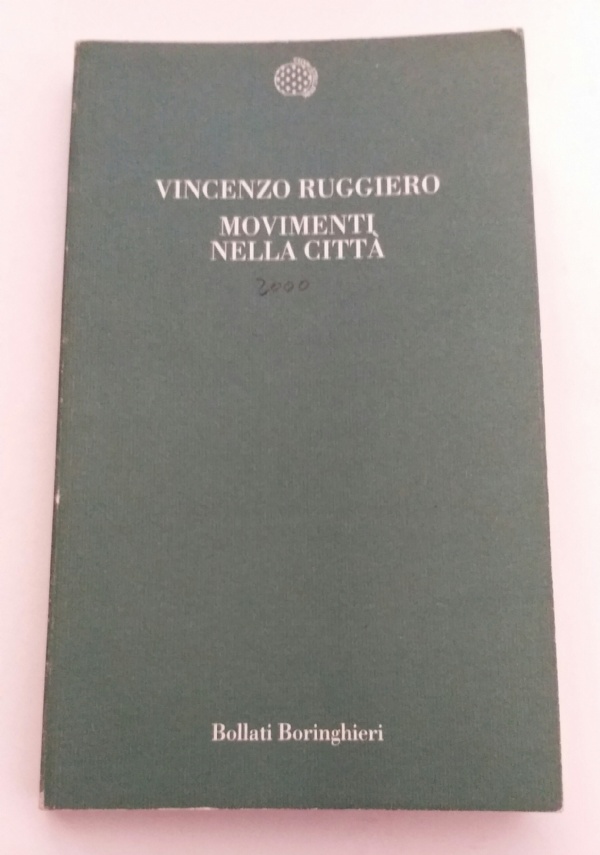 VINCENZO RUGGIERO
MOVIMENTI
NELLA CITTÀ
2000
Bollati Boringhieri